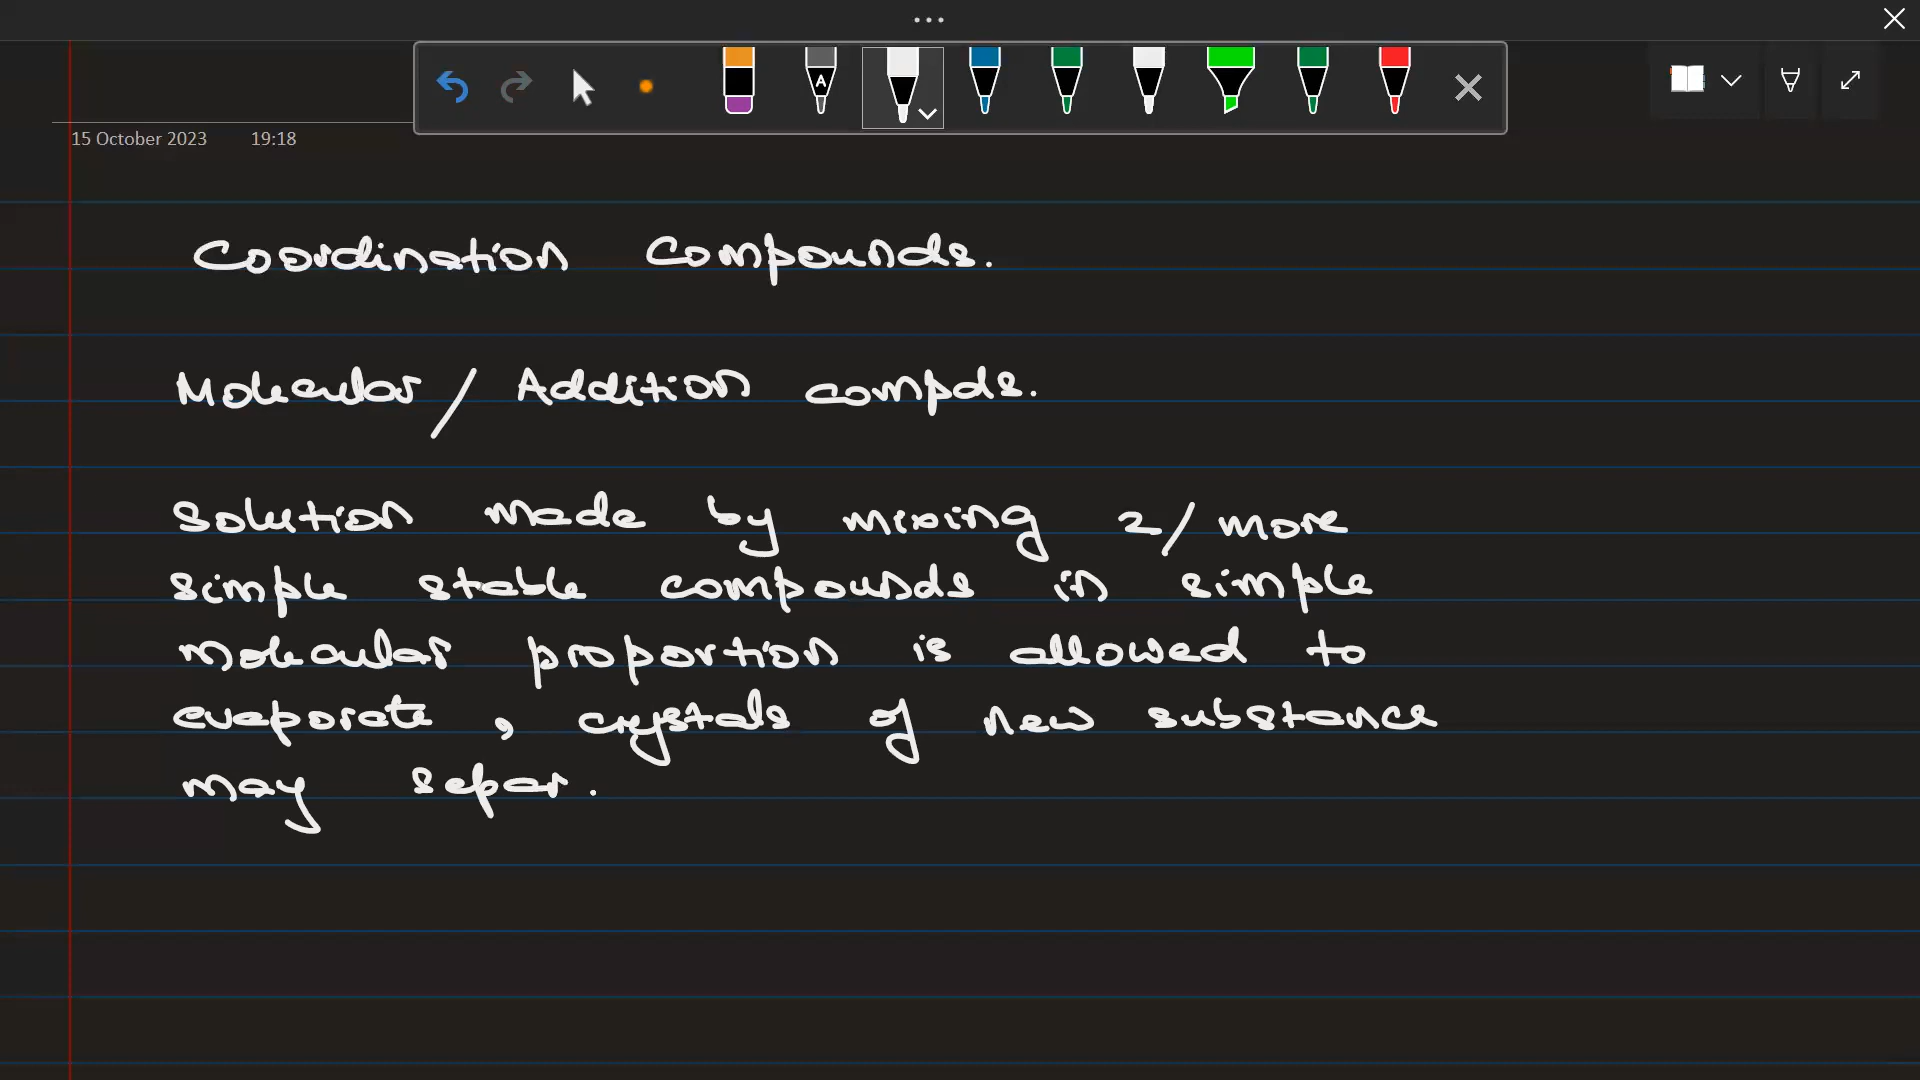 15 October 2023 19:18
Coordination Compounds.
Molecular / Addition compds.
Solution made by mixing 2/more
simple stable compounds in simple
molecular proportion is allowed to
evaporate, crystals of new substance
may separ.